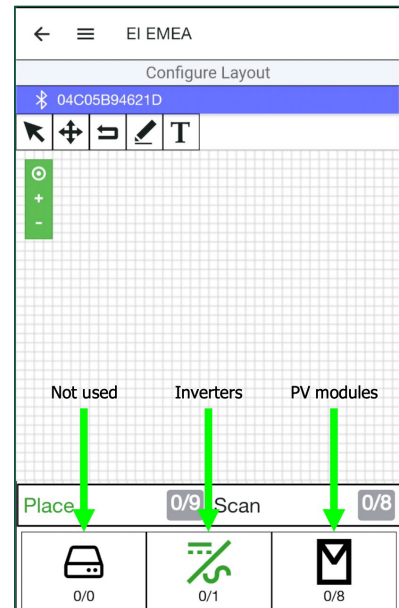 EI EMEA
Configure Layout
04C05B94621D
T
+
-
Not used Inverters PV modules
Place 0/9 Scan 0/8
0/0 0/1 0/8